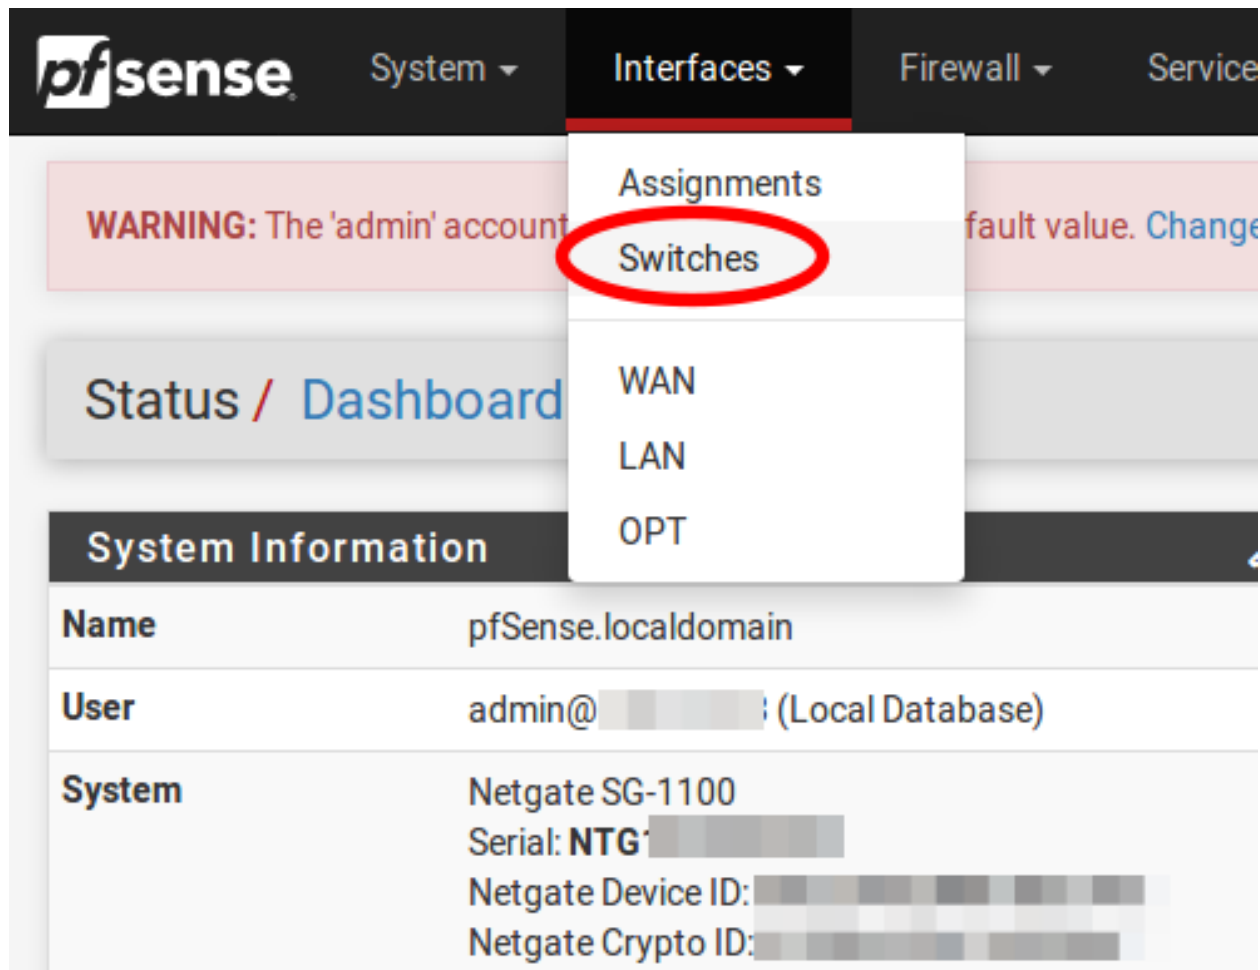 pfsense System Interfaces Firewall Service
Assignments
WARNING: The 'admin' account fault value. Change
Switches
Status / Dashboard
WAN
LAN
OPT
System Information
Name pfSense.localdomain
User admin@ (Local Database)
System Netgate SG-1100
Serial: NTG
Netgate Device ID:
Netgate Crypto ID: